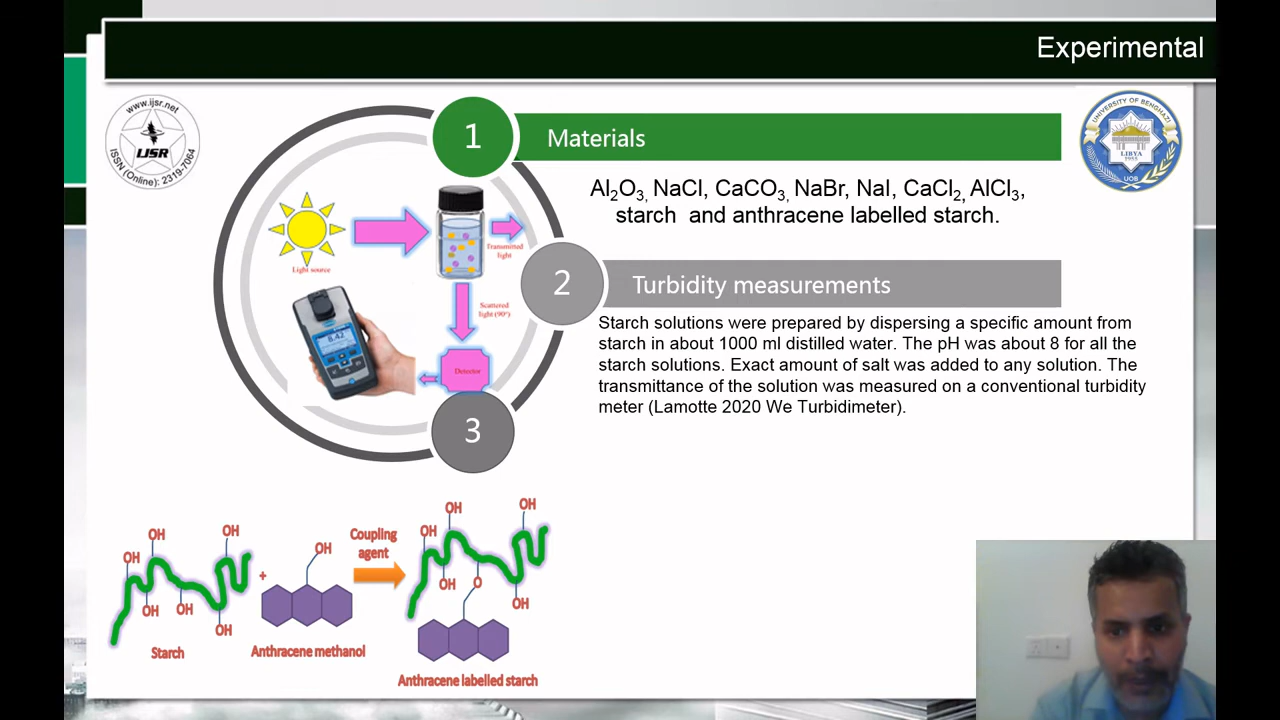 Experimental
www.ijsr.net
IJSR
ISSN (Online): 2319-7064
UNIVERSITY OF BENGHAZI
LIBYA
1955
UOB
1
Materials
Al₂O₃, NaCl, CaCO₃, NaBr, NaI, CaCl₂, AlCl₃,
starch and anthracene labelled starch.
Light source
Transmitted
light
Scattered
light (90°)
Detector
8.42
2
Turbidity measurements
Starch solutions were prepared by dispersing a specific amount from
starch in about 1000 ml distilled water. The pH was about 8 for all the
starch solutions. Exact amount of salt was added to any solution. The
transmittance of the solution was measured on a conventional turbidity
meter (Lamotte 2020 We Turbidimeter).
3
OH
OH
OH
OH
OH
OH
Starch
+
OH
Anthracene methanol
Coupling
agent
OH
OH
OH
OH
O
OH
Anthracene labelled starch